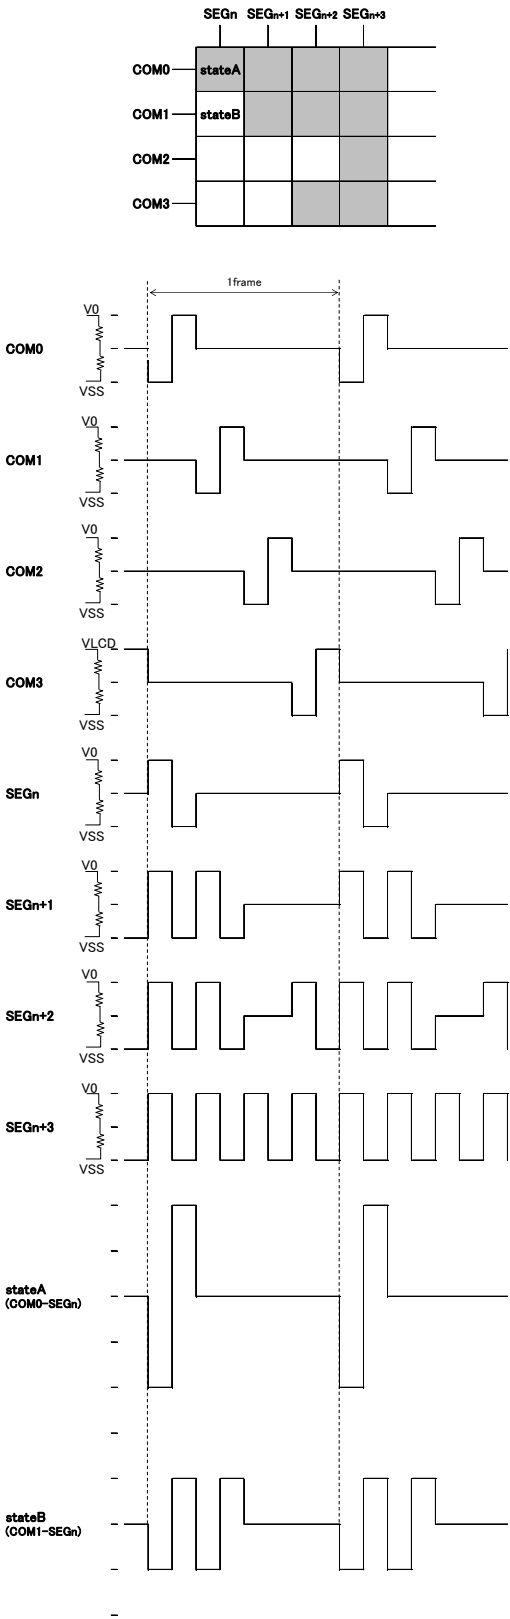 SEGn SEGn+1 SEGn+2 SEGn+3
COM0 stateA
COM1 stateB
COM2
COM3
1frame
V0
COM0
VSS
V0
COM1
VSS
V0
COM2
VSS
VLCD
COM3
VSS
V0
SEGn
VSS
V0
SEGn+1
VSS
V0
SEGn+2
VSS
V0
SEGn+3
VSS
stateA
(COM0-SEGn)
stateB
(COM1-SEGn)